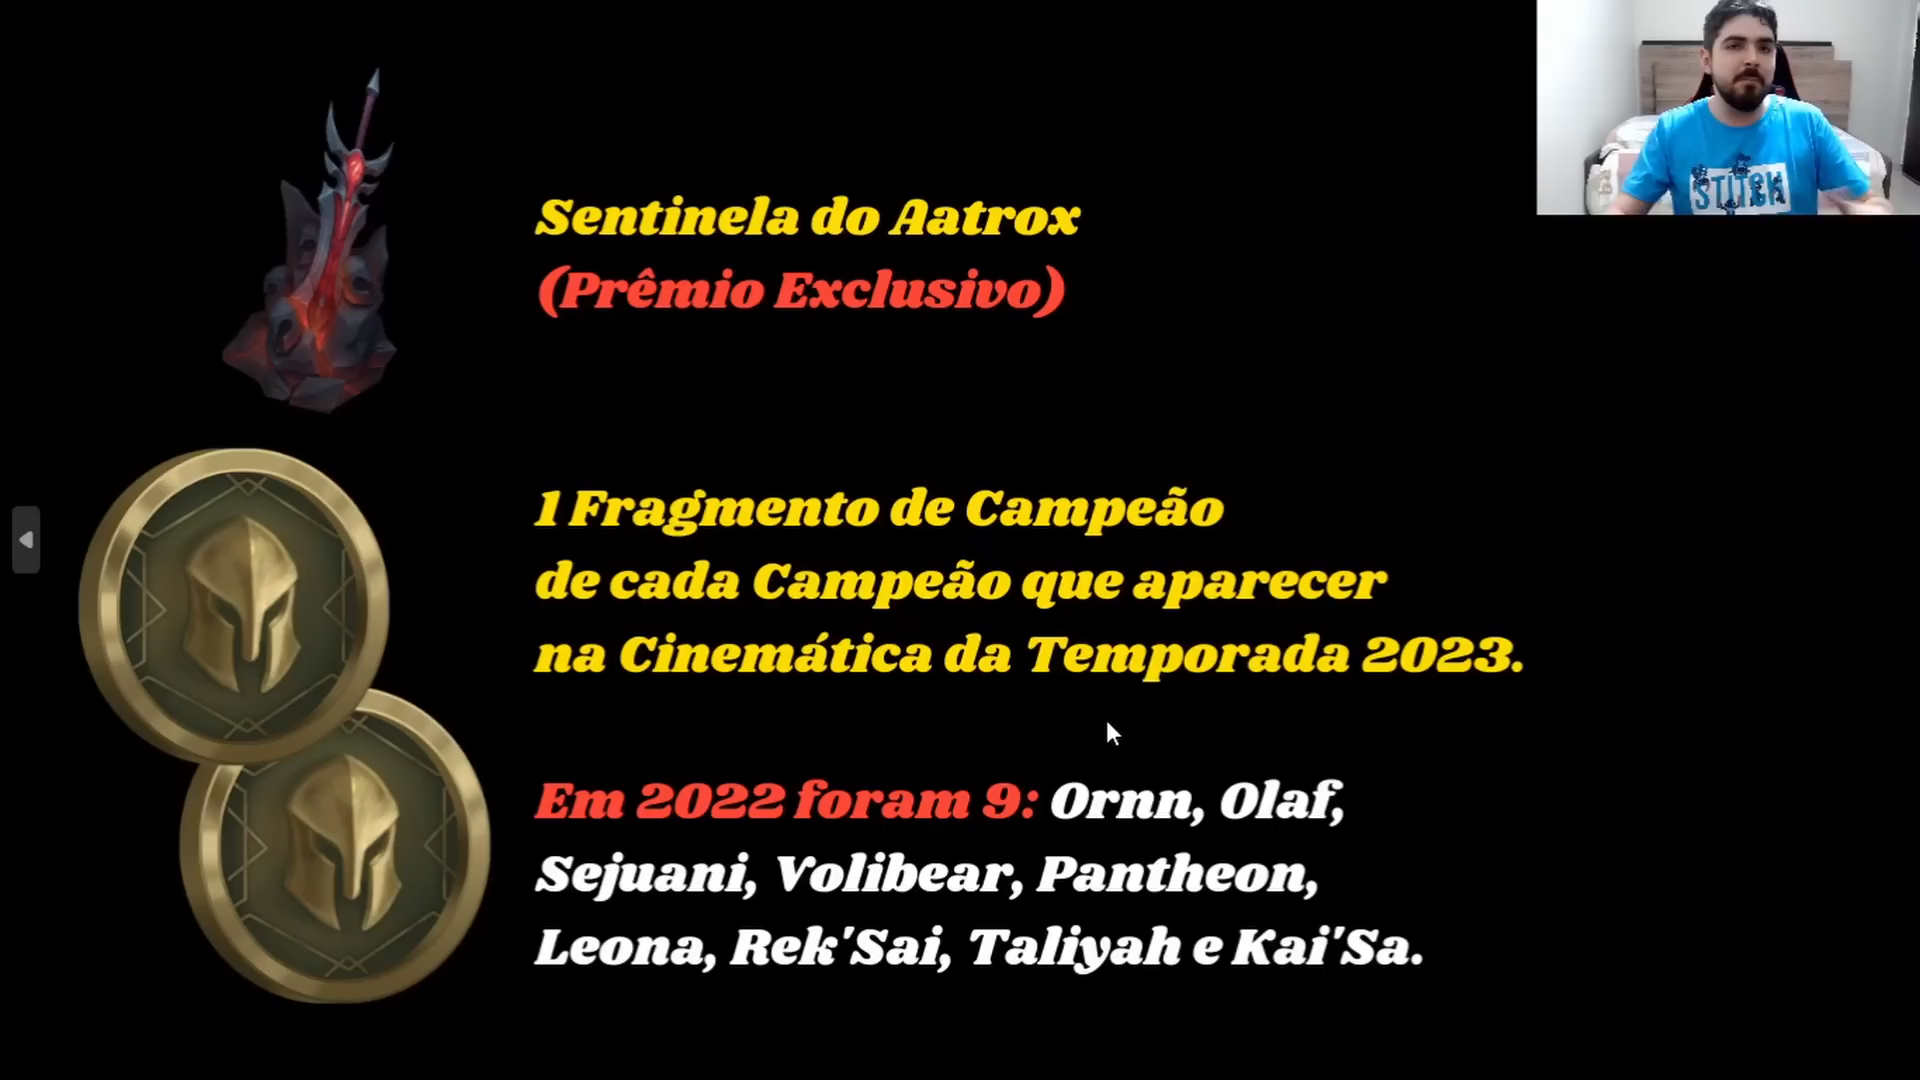 Sentinela do Aatrox
(Prêmio Exclusivo)
1 Fragmento de Campeão
de cada Campeão que aparecer
na Cinemática da Temporada 2023.
Em 2022 foram 9: Ornn, Olaf,
Sejuani, Volibear, Pantheon,
Leona, Rek'Sai, Taliyah e Kai'Sa.
STITCH